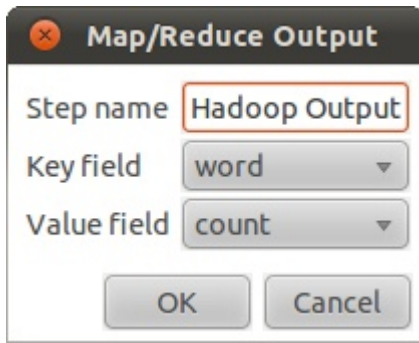 Map/Reduce Output
Step name Hadoop Output
Key field word
Value field count
OK Cancel